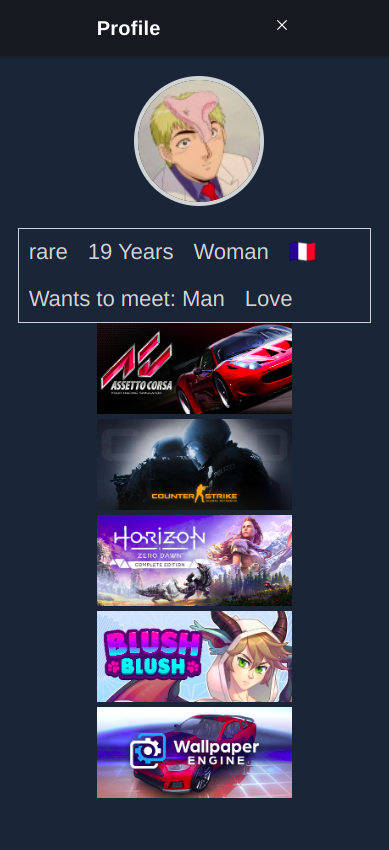 Profile
rare 19 Years Woman 🇫🇷
Wants to meet: Man Love
ASSETTO CORSA
COUNTER STRIKE
HORIZON
ZERO DAWN
COMPLETE EDITION
BLUSH
BLUSH
Wallpaper
ENGINE